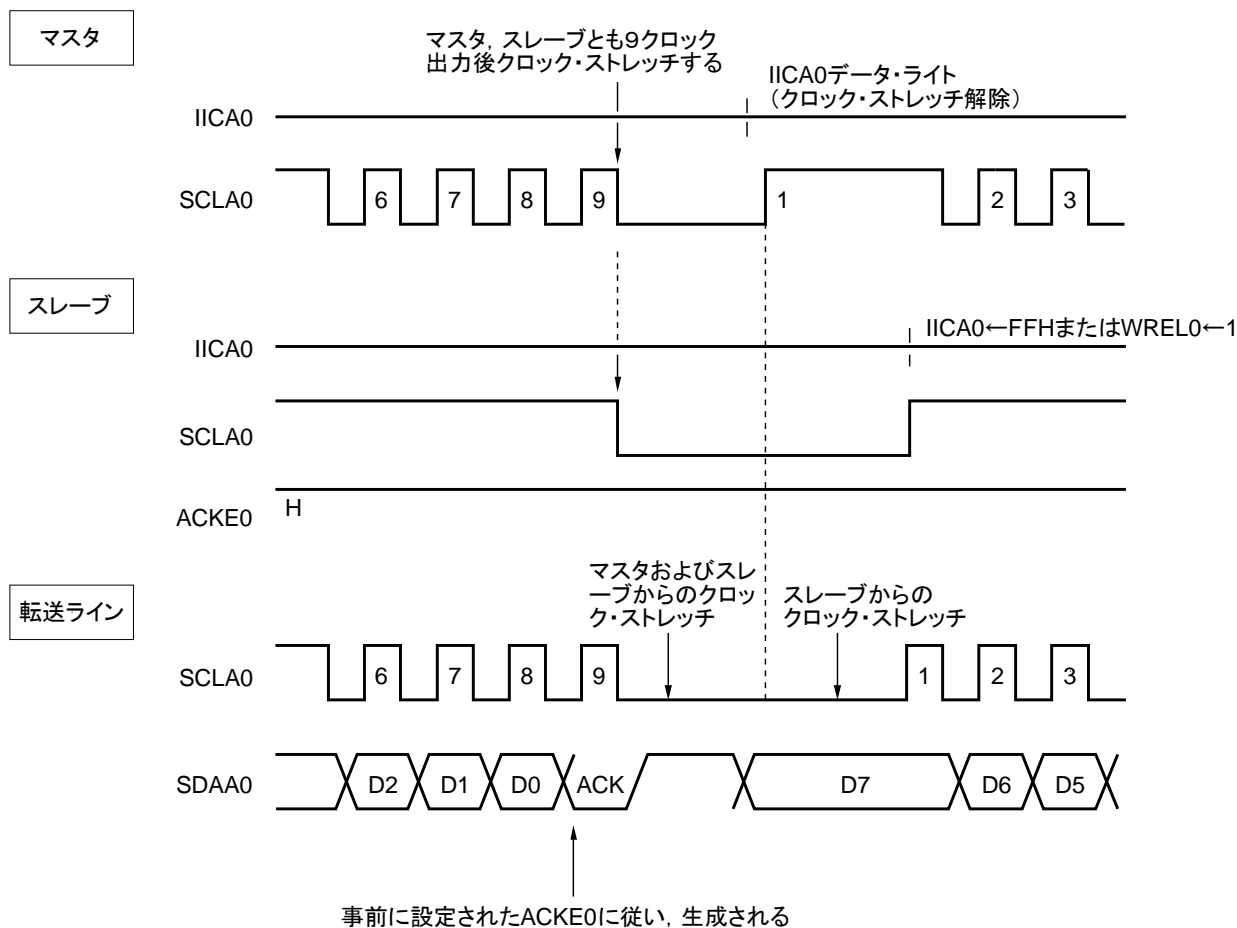 マスタ
マスタ，スレーブとも9クロック
出力後クロック・ストレッチする
IICA0データ・ライト
（クロック・ストレッチ解除）
IICA0
SCLA0
6 7 8 9 1 2 3
スレーブ
IICA0←FFHまたはWREL0←1
IICA0
SCLA0
ACKE0
H
転送ライン
マスタおよびスレ
ーブからのクロッ
ク・ストレッチ
スレーブからの
クロック・ストレッチ
SCLA0
6 7 8 9 1 2 3
SDAA0
D2 D1 D0 ACK D7 D6 D5
事前に設定されたACKE0に従い，生成される